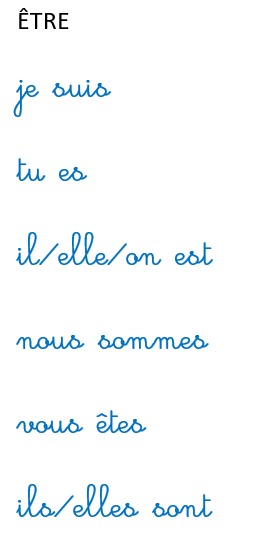 ÊTRE
je suis
tu es
il/elle/on est
nous sommes
vous êtes
ils/elles sont